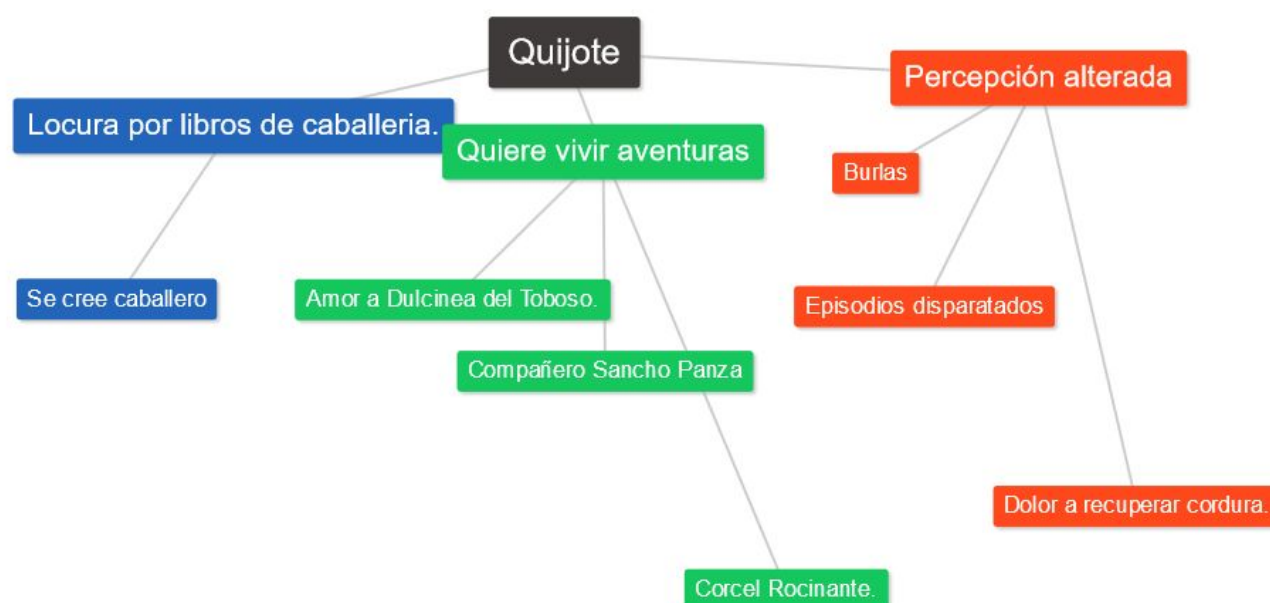 Quijote
Percepción alterada
Locura por libros de caballeria.
Quiere vivir aventuras
Burlas
Se cree caballero
Amor a Dulcinea del Toboso.
Episodios disparatados
Compañero Sancho Panza
Dolor a recuperar cordura.
Corcel Rocinante.